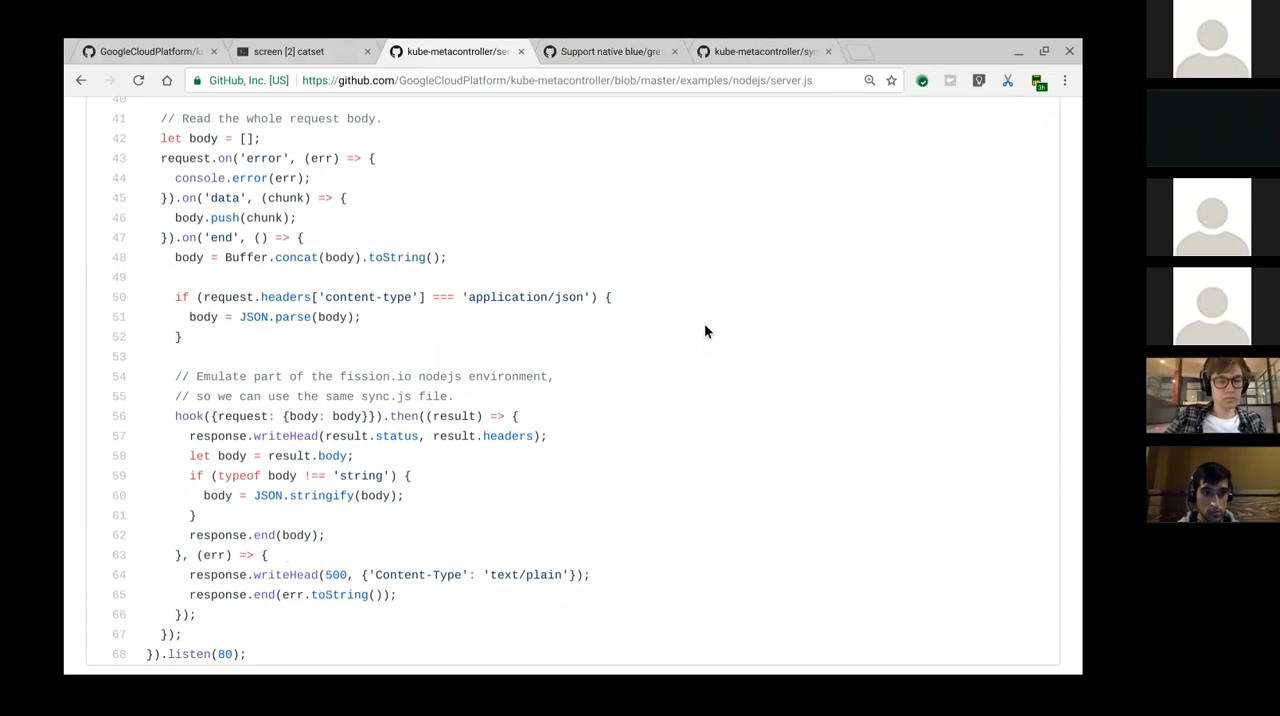 GoogleCloudPlatform/k
screen [2] catset
kube-metacontroller/ser
Support native blue/gre
kube-metacontroller/sy
GitHub, Inc. [US]
https://github.com/GoogleCloudPlatform/kube-metacontroller/blob/master/examples/nodejs/server.js
3h
40
41 // Read the whole request body.
42 let body = [];
43 request.on('error', (err) => {
44 console.error(err);
45 }).on('data', (chunk) => {
46 body.push(chunk);
47 }).on('end', () => {
48 body = Buffer.concat(body).toString();
49
50 if (request.headers['content-type'] === 'application/json') {
51 body = JSON.parse(body);
52 }
53
54 // Emulate part of the fission.io nodejs environment,
55 // so we can use the same sync.js file.
56 hook({request: {body: body}}).then((result) => {
57 response.writeHead(result.status, result.headers);
58 let body = result.body;
59 if (typeof body !== 'string') {
60 body = JSON.stringify(body);
61 }
62 response.end(body);
63 }, (err) => {
64 response.writeHead(500, {'Content-Type': 'text/plain'});
65 response.end(err.toString());
66 });
67 });
68 }).listen(80);